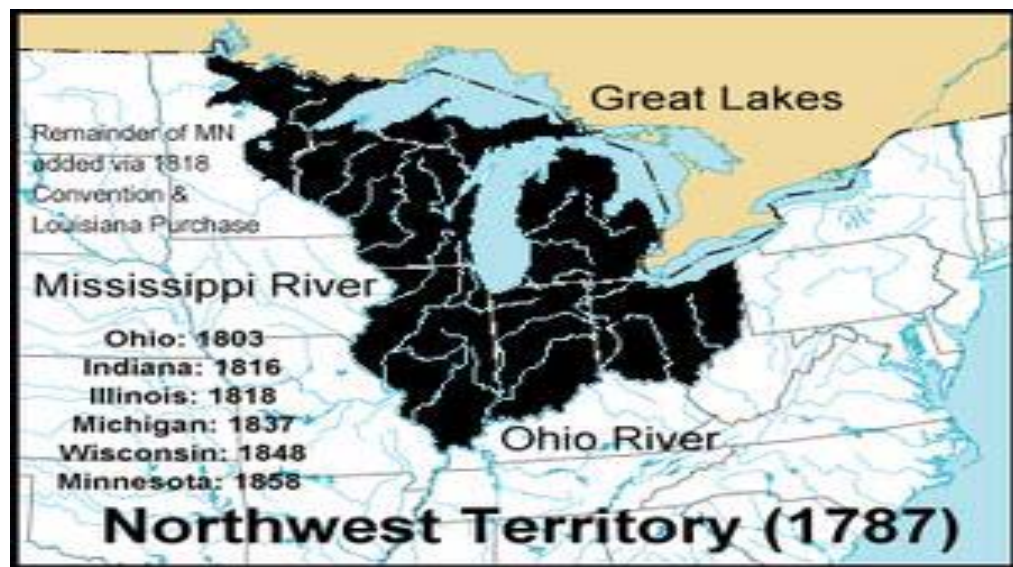 Great Lakes
Remainder of MN
added via 1818
Convention &
Louisiana Purchase
Mississippi River
Ohio: 1803
Indiana: 1816
Illinois: 1818
Michigan: 1837
Wisconsin: 1848
Minnesota: 1858
Ohio River
Northwest Territory (1787)